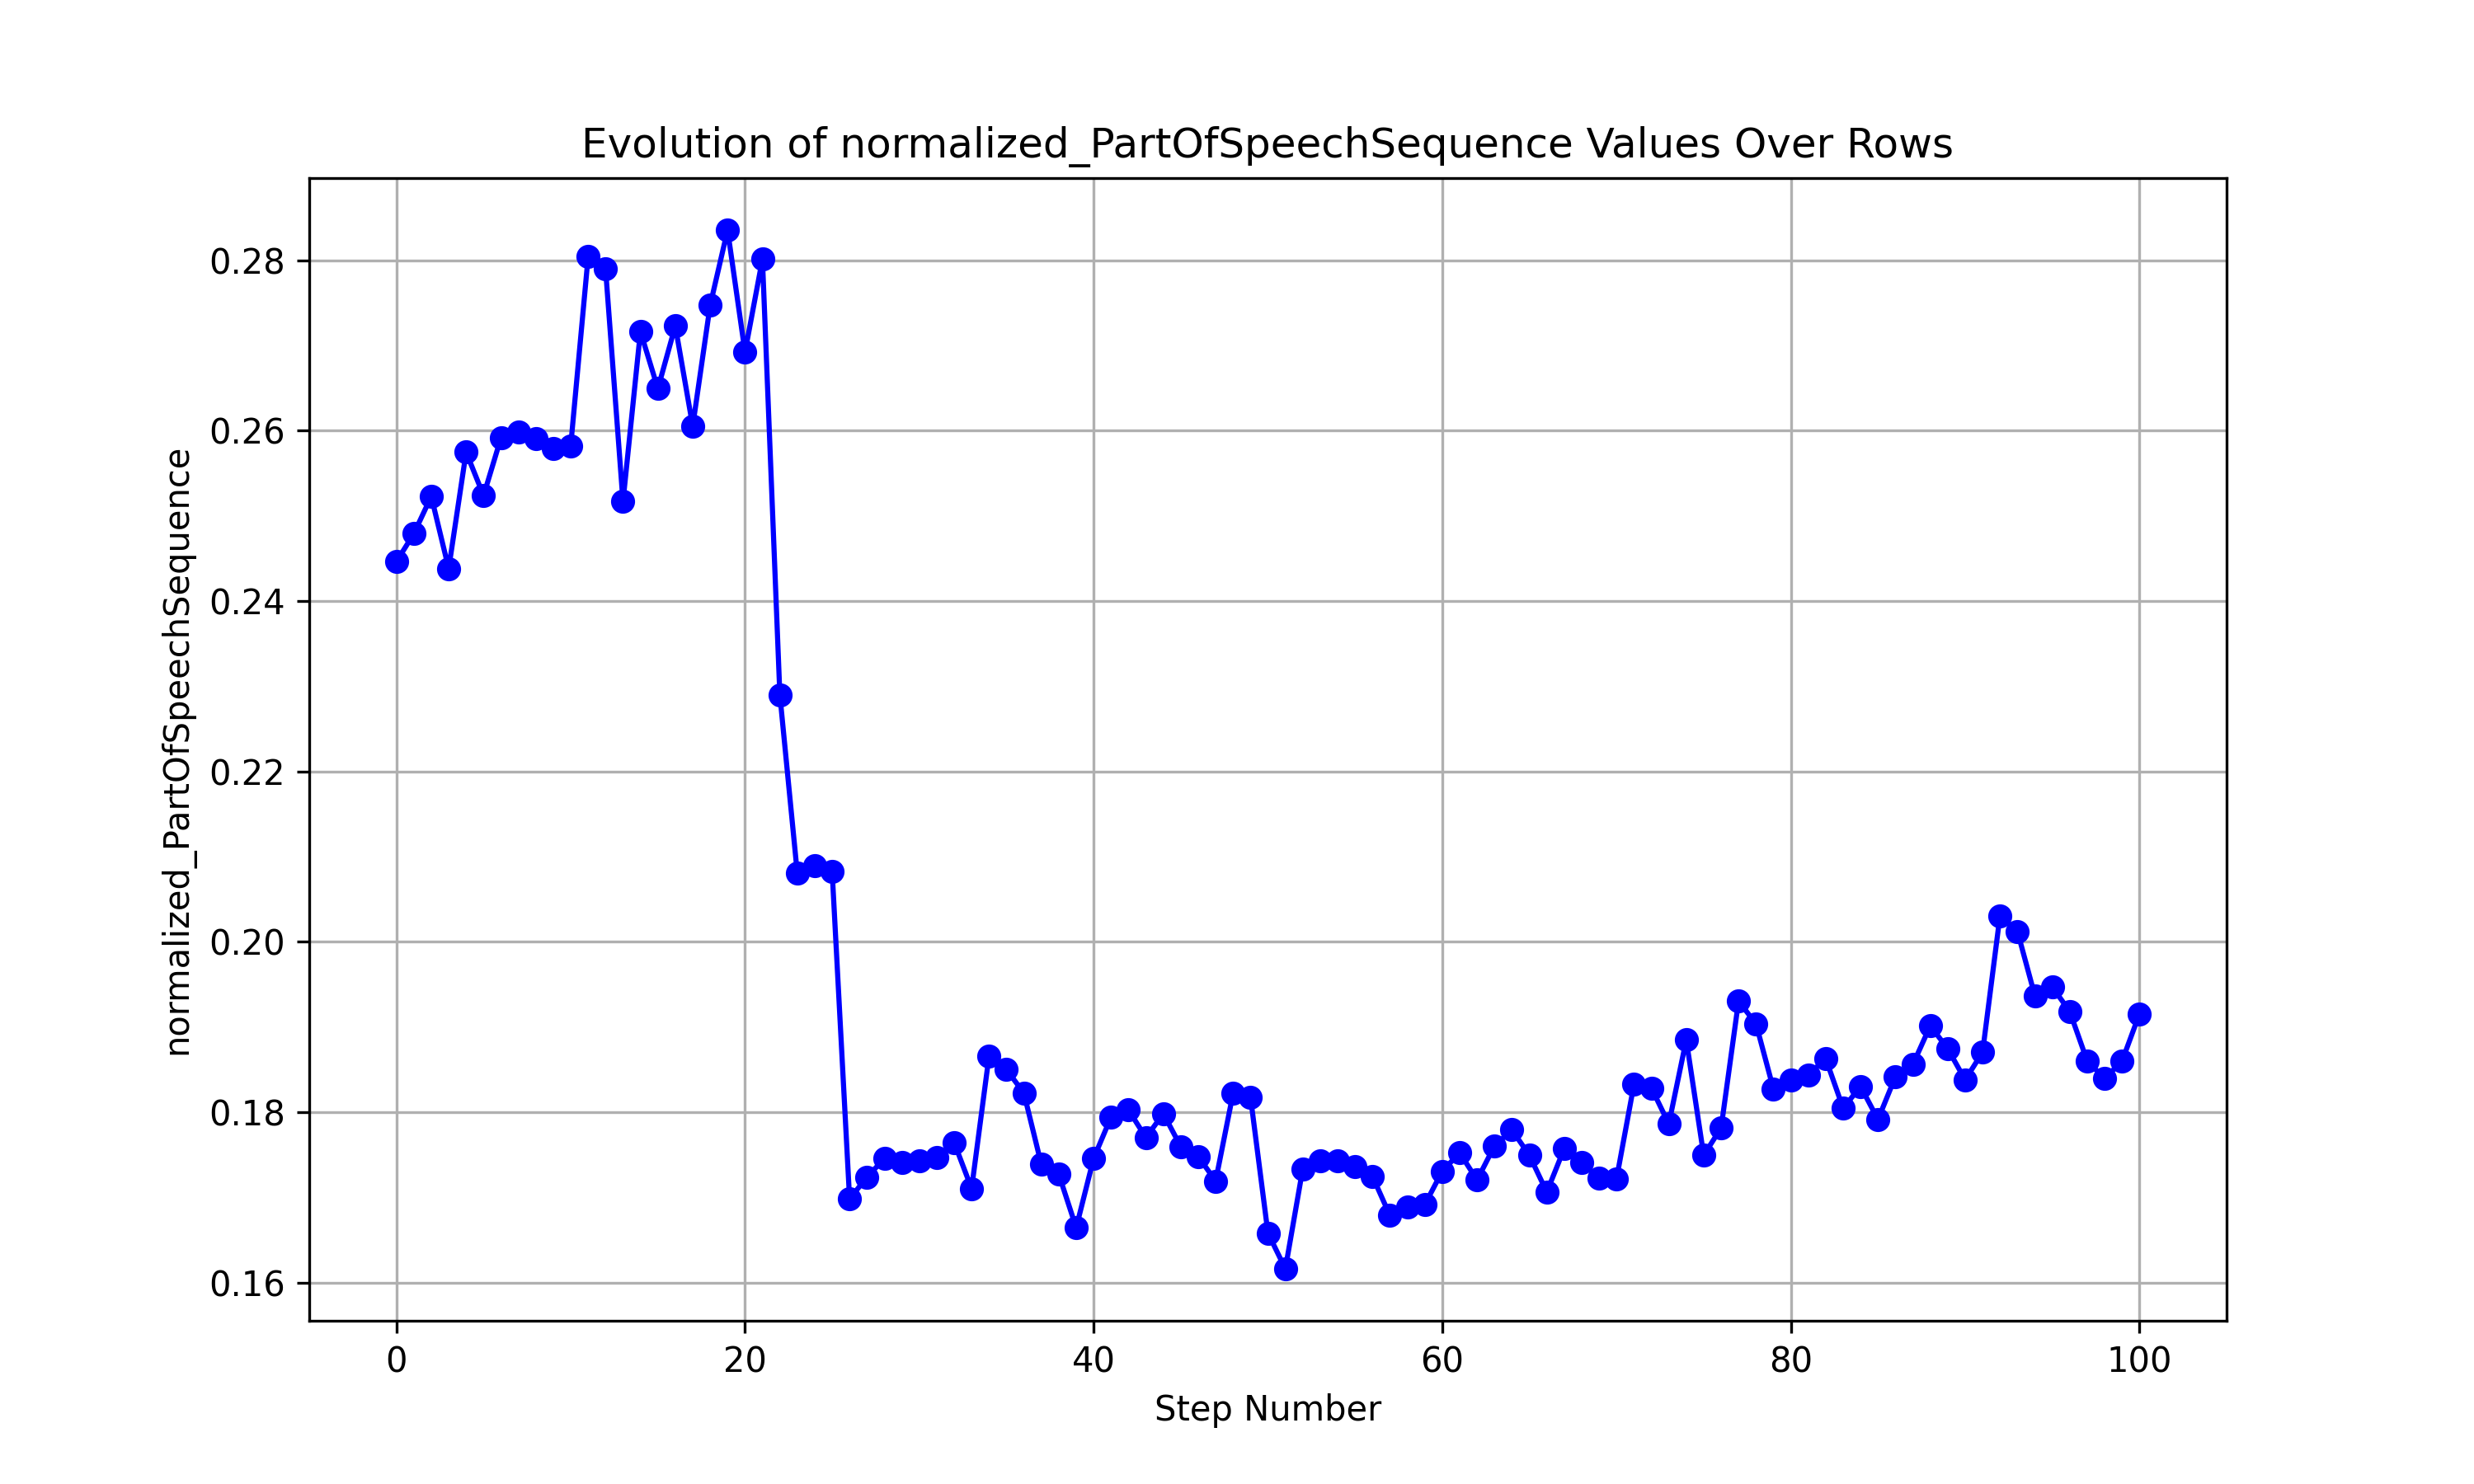 Evolution of normalized_PartOfSpeechSequence Values Over Rows
normalized_PartOfSpeechSequence
0.28
0.26
0.24
0.22
0.20
0.18
0.16
0 20 40 60 80 100
Step Number